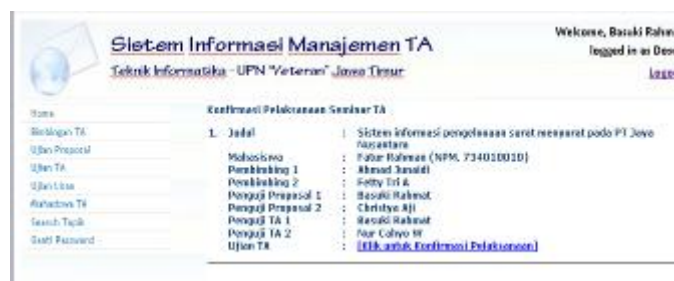 Sistem Informasi Manajemen TA
Teknik Informatika - UPN "Veteran" Jawa Timur
Welcome, Basuki Rahm
logged in as Dos
Logo
Home
Bimbingan TA
Ujian Proposal
Ujian TA
Ujian Lisan
Mahasiswa TA
Search Topik
Ganti Password
Konfirmasi Pelaksanaan Seminar TA
1. Judul : Sistem informasi pengelolaan surat menyurat pada PT Jaya
Nusantara
Mahasiswa : Fatur Rahman (NPM. 734010010)
Pembimbing 1 : Ahmad Junaidi
Pembimbing 2 : Fetty Tri A
Penguji Proposal 1 : Basuki Rahmat
Penguji Proposal 2 : Christya Aji
Penguji TA 1 : Basuki Rahmat
Penguji TA 2 : Nur Cahyo W
Ujian TA : [Klik untuk Konfirmasi Pelaksanaan]